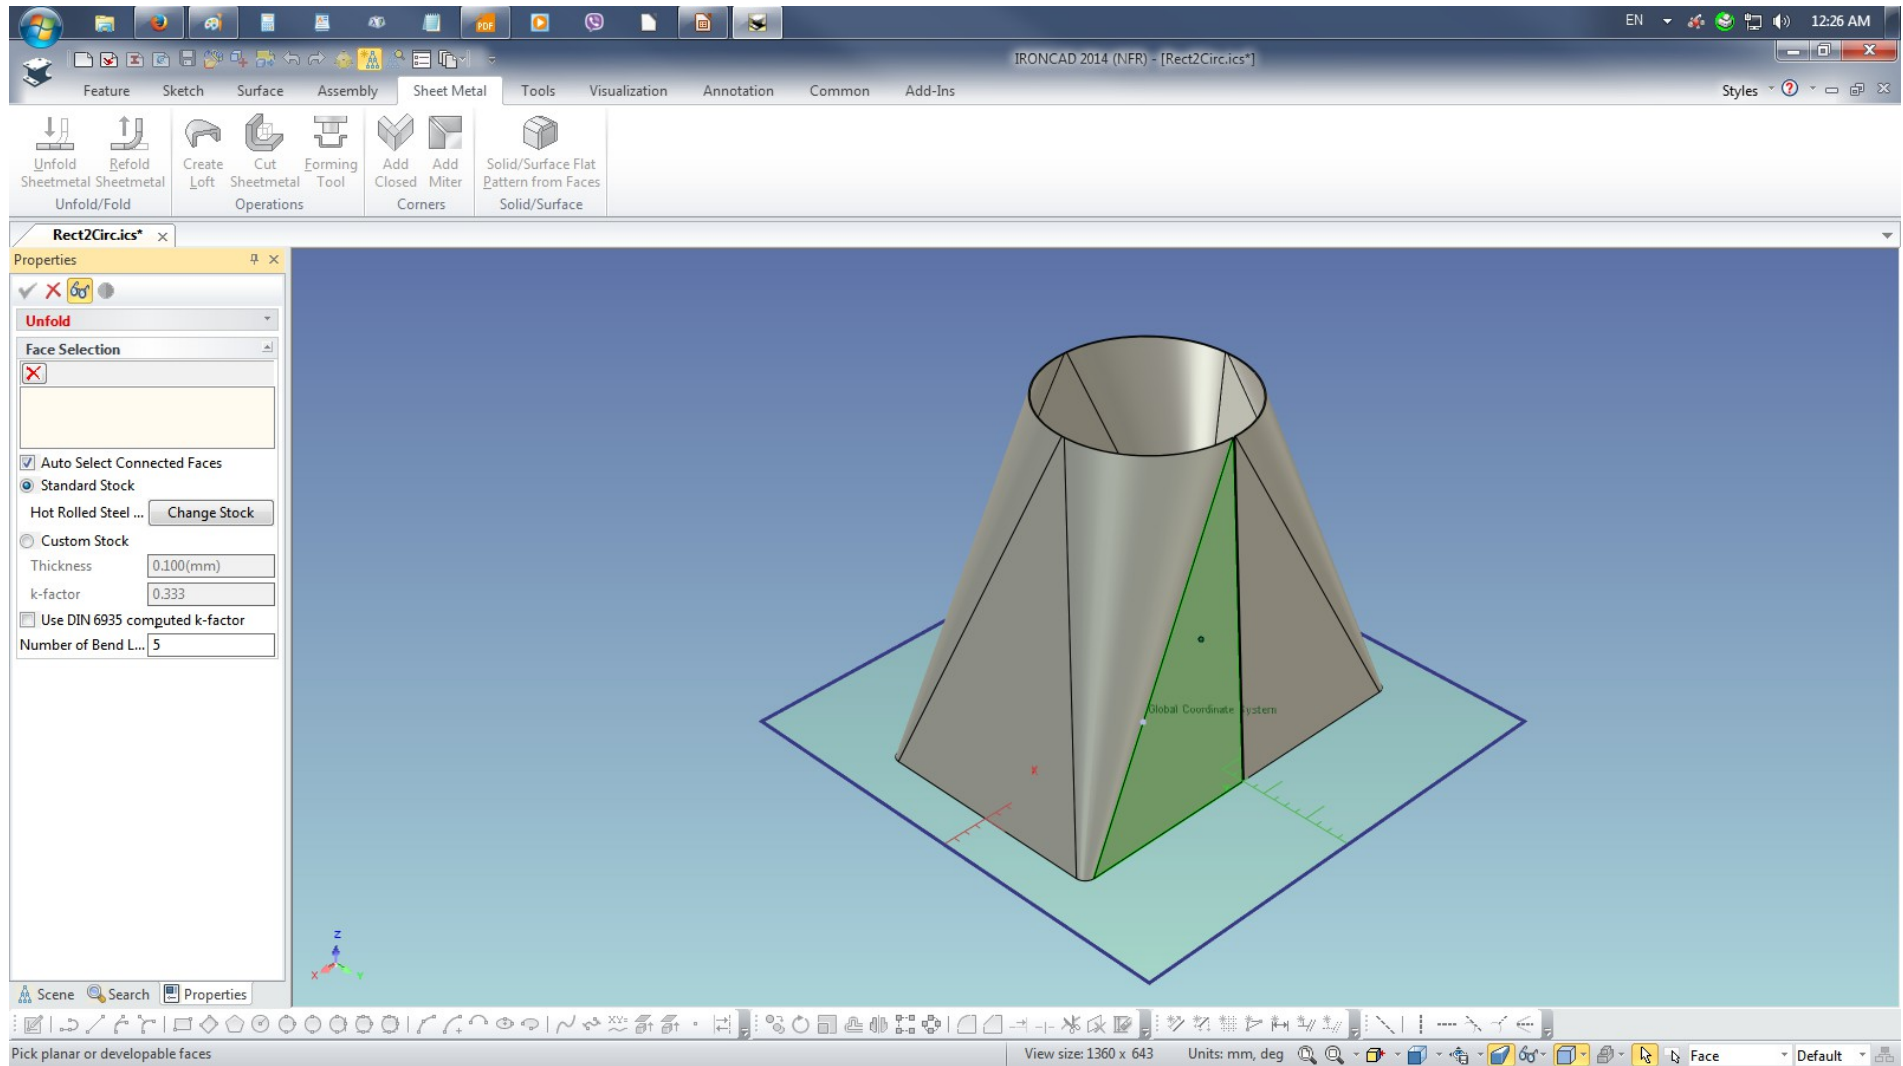 PDF
EN
12:26 AM
IRONCAD 2014 (NFR) - [Rect2Circ.ics*]
Feature Sketch Surface Assembly Sheet Metal Tools Visualization Annotation Common Add-Ins
Styles
Unfold Sheetmetal
Refold Sheetmetal
Create Loft
Cut Sheetmetal
Forming Tool
Add Closed
Add Miter
Solid/Surface Flat Pattern from Faces
Unfold/Fold Operations Corners Solid/Surface
Rect2Circ.ics*
Properties
Unfold
Face Selection
Auto Select Connected Faces
Standard Stock
Hot Rolled Steel ... Change Stock
Custom Stock
Thickness 0.100(mm)
k-factor 0.333
Use DIN 6935 computed k-factor
Number of Bend L... 5
Global Coordinate System
X
Z
X Y
Scene Search Properties
Pick planar or developable faces
View size: 1360 x 643 Units: mm, deg Face Default